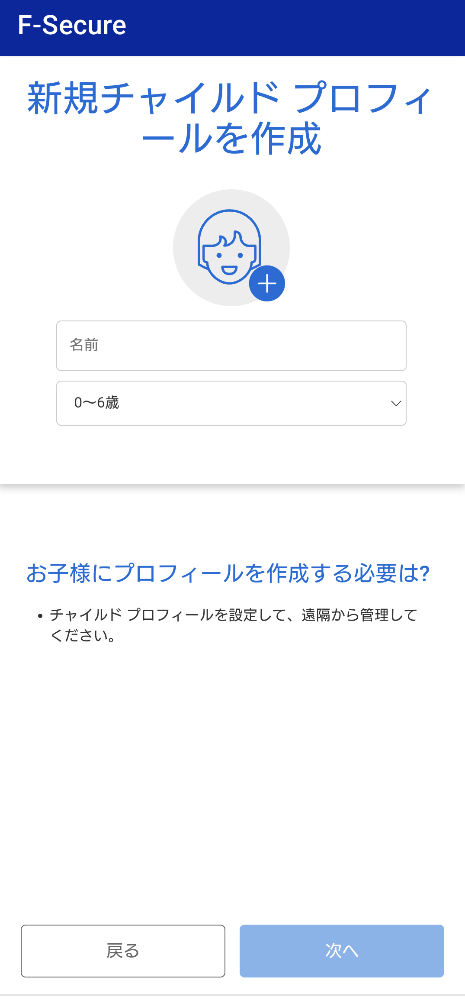 F-Secure
新規チャイルド プロフィ
ールを作成
名前
0〜6歳
お子様にプロフィールを作成する必要は?
• チャイルド プロフィールを設定して、遠隔から管理して
ください。
戻る
次へ